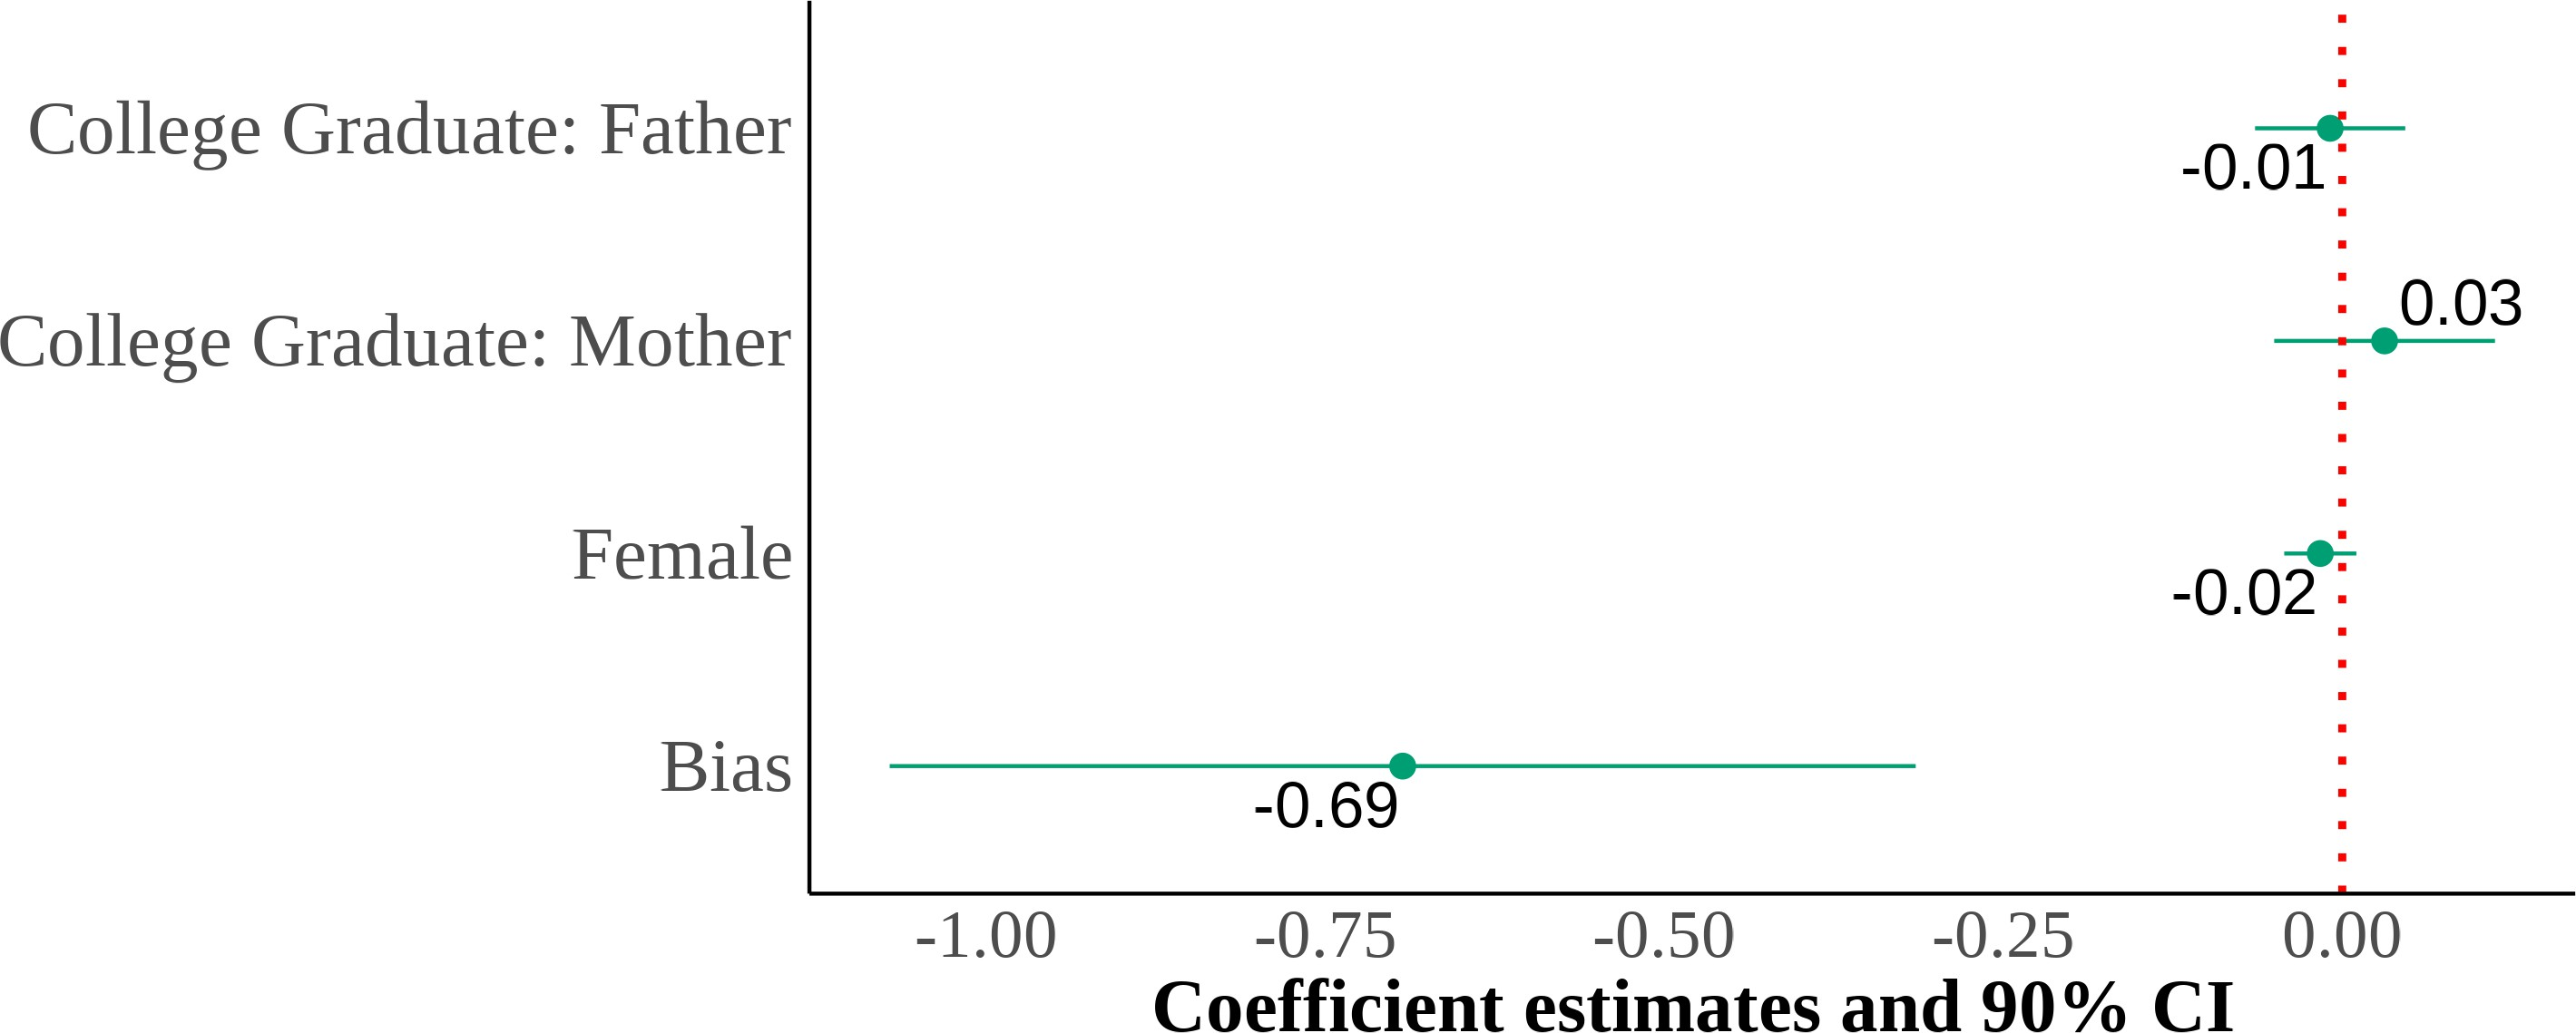 College Graduate: Father
-0.01
College Graduate: Mother
0.03
Female
-0.02
Bias
-0.69
-1.00 -0.75 -0.50 -0.25 0.00
Coefficient estimates and 90% CI